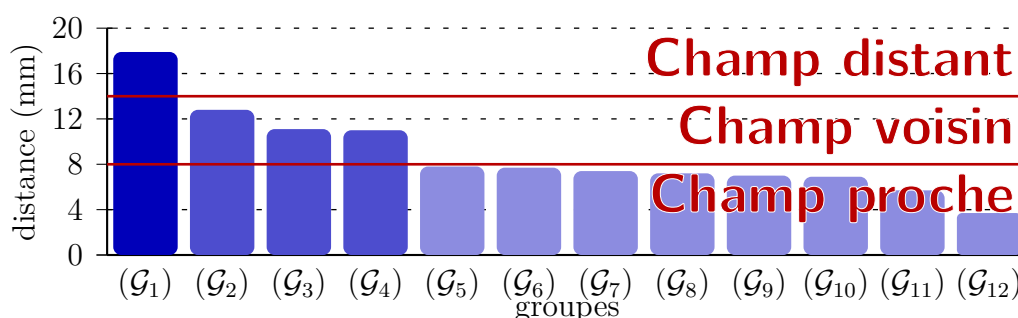 20
16
12
8
4
0
distance (mm)
Champ distant
Champ voisin
Champ proche
(𝒢₁) (𝒢₂) (𝒢₃) (𝒢₄) (𝒢₅) (𝒢₆) (𝒢₇) (𝒢₈) (𝒢₉) (𝒢₁₀) (𝒢₁₁) (𝒢₁₂)
groupes